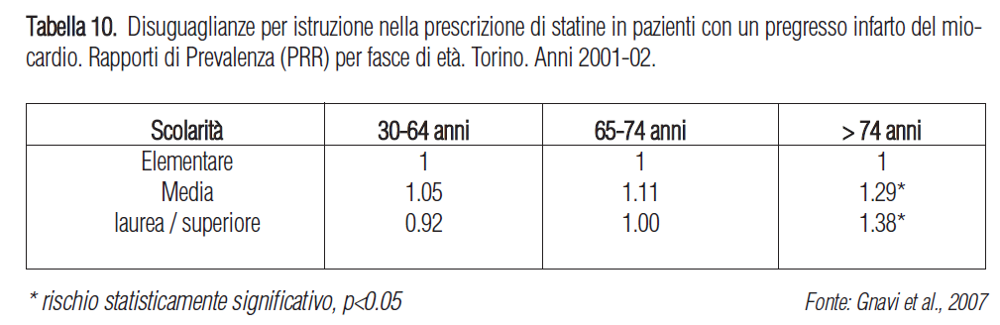 Tabella 10. Disuguaglianze per istruzione nella prescrizione di statine in pazienti con un pregresso infarto del mio-
cardio. Rapporti di Prevalenza (PRR) per fasce di età. Torino. Anni 2001-02.
Scolarità 30-64 anni 65-74 anni > 74 anni
Elementare 1 1 1
Media 1.05 1.11 1.29*
laurea / superiore 0.92 1.00 1.38*
* rischio statisticamente significativo, p<0.05 Fonte: Gnavi et al., 2007